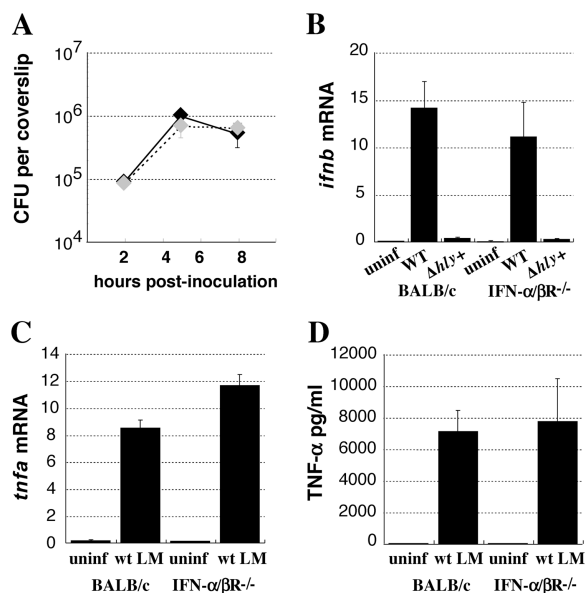 A
CFU per coverslip
10⁷
10⁶
10⁵
10⁴
2 4 6 8
hours post-inoculation
B
ifnb mRNA
20
15
10
5
0
uninf WT Δhly+ uninf WT Δhly+
BALB/c IFN-α/βR-/-
C
tnfa mRNA
14
12
10
8
6
4
2
0
uninf wt LM uninf wt LM
BALB/c IFN-α/βR-/-
D
TNF-α pg/ml
12000
10000
8000
6000
4000
2000
0
uninf wt LM uninf wt LM
BALB/c IFN-α/βR-/-